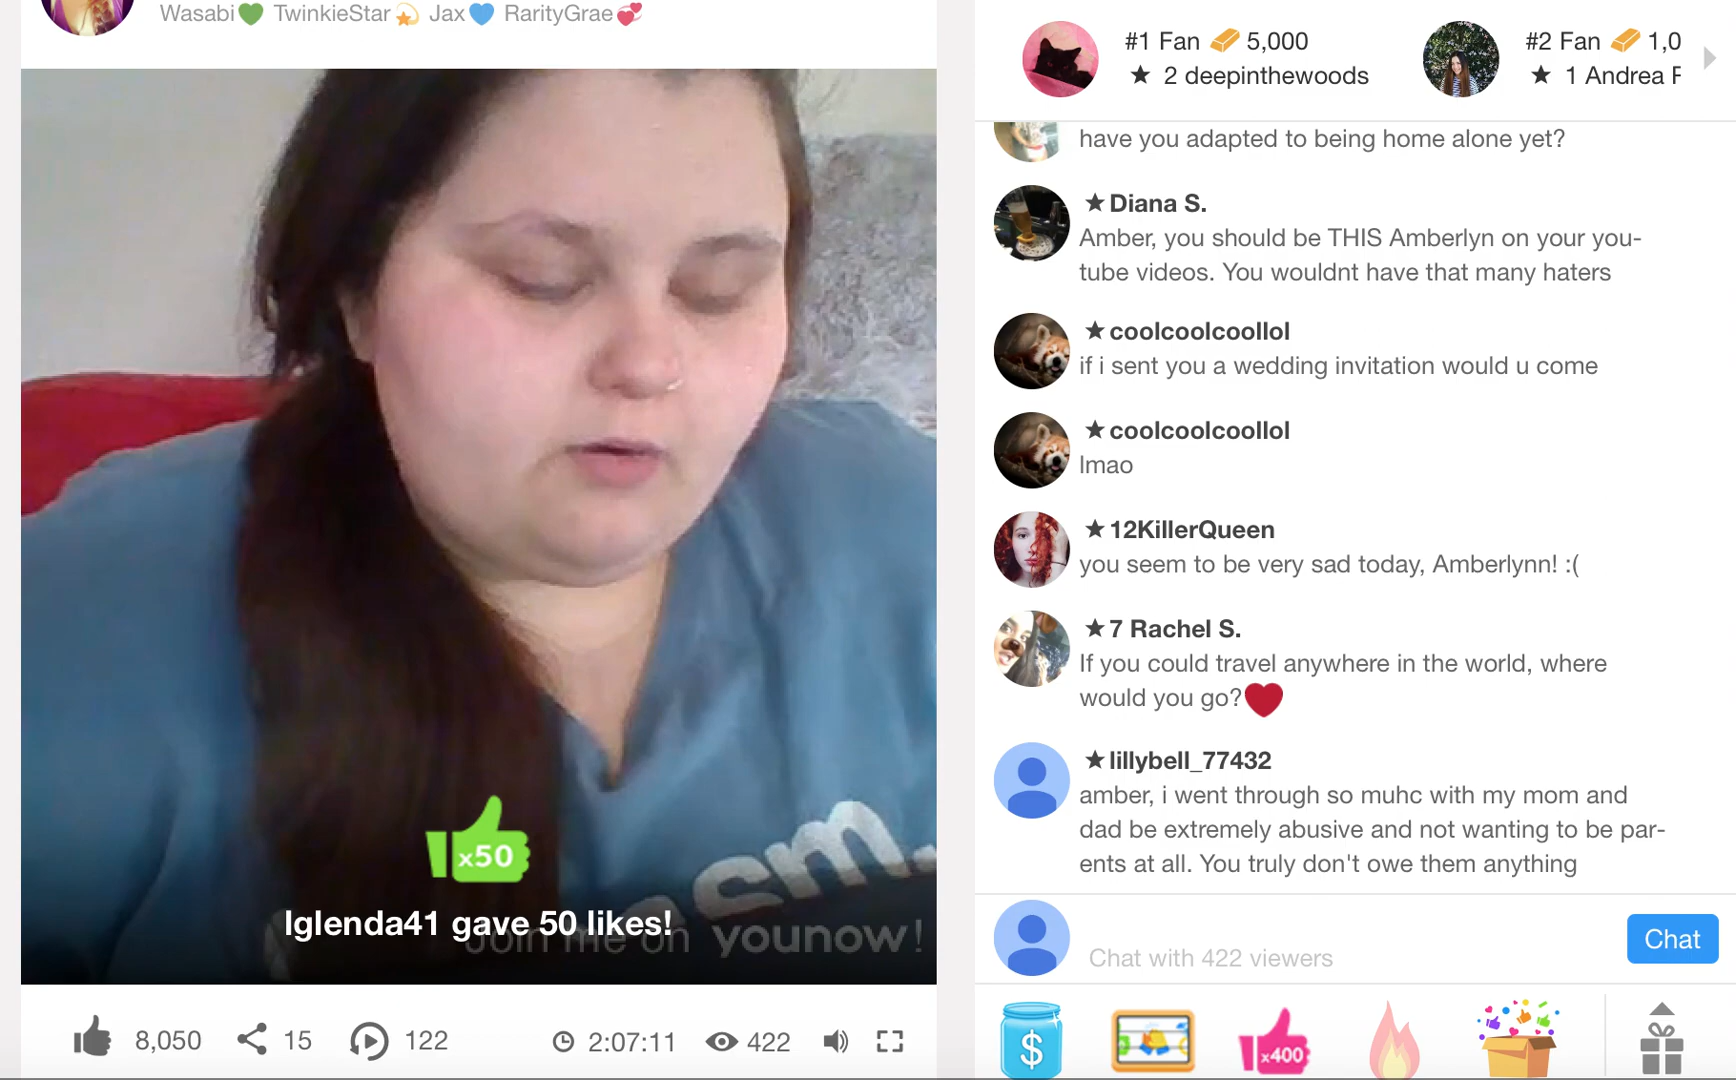 Wasabi💚 TwinkieStar💫 Jax💙 RarityGrae💞
#1 Fan 5,000
★ 2 deepinthewoods
#2 Fan 1,0
★ 1 Andrea F
have you adapted to being home alone yet?
★ Diana S.
Amber, you should be THIS Amberlyn on your you-
tube videos. You wouldnt have that many haters
★ coolcoolcoollol
if i sent you a wedding invitation would u come
★ coolcoolcoollol
lmao
★ 12KillerQueen
you seem to be very sad today, Amberlynn! :(
★ 7 Rachel S.
If you could travel anywhere in the world, where
would you go?❤
★ lillybell_77432
amber, i went through so muhc with my mom and
dad be extremely abusive and not wanting to be par-
ents at all. You truly don't owe them anything
Chat with 422 viewers
Chat
x50
lglenda41 gave 50 likes!
Join me on younow!
8,050 15 122 2:07:11 422
$ x400